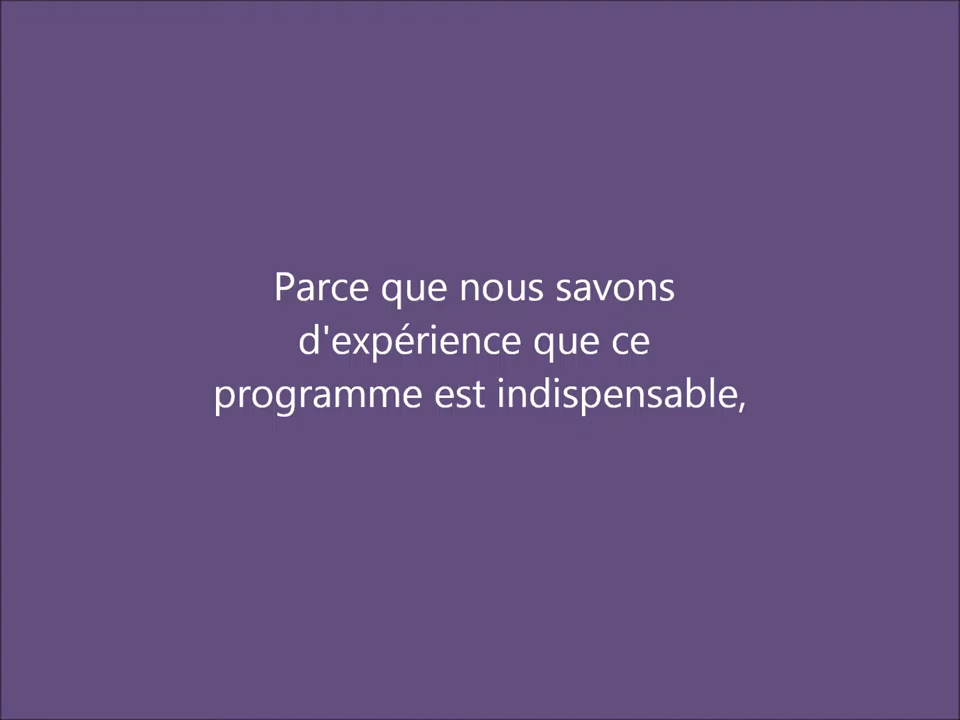 Parce que nous savons
d'expérience que ce
programme est indispensable,